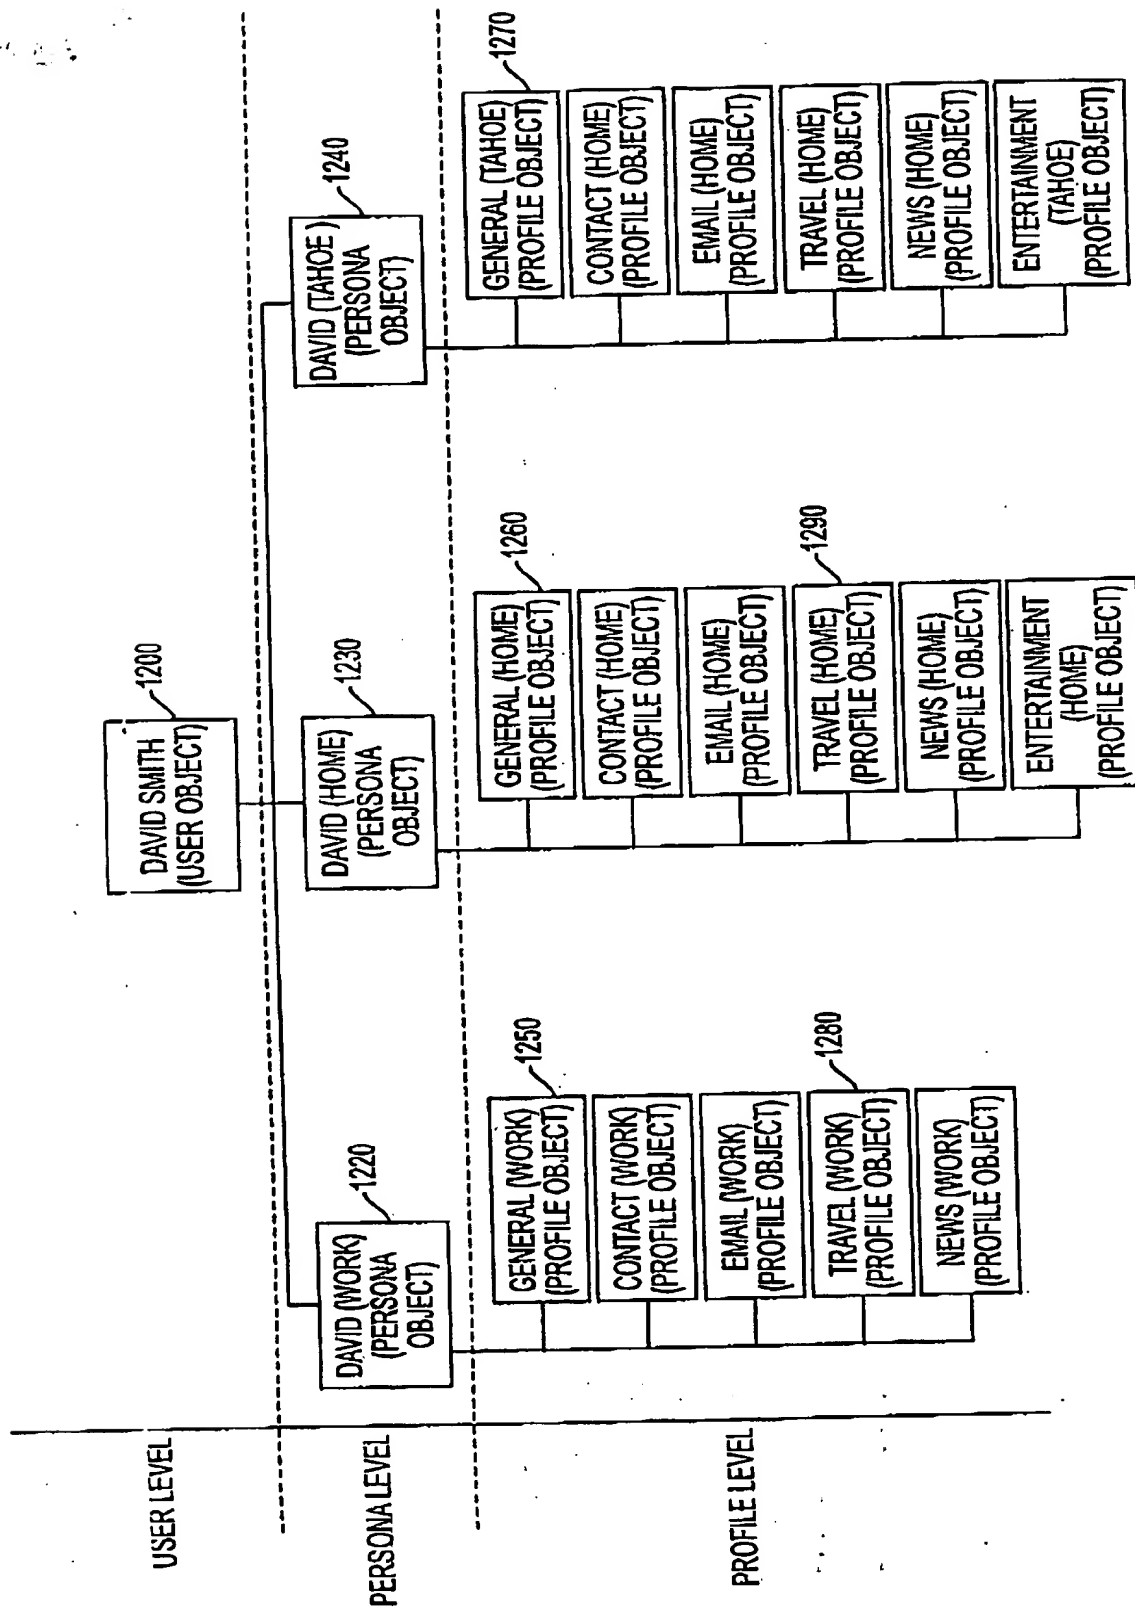 USER LEVEL
DAVID SMITH
(USER OBJECT)
1200
PERSONA LEVEL
DAVID (WORK)
(PERSONA
OBJECT)
1220
DAVID (HOME)
(PERSONA
OBJECT)
1230
DAVID (TAHOE)
(PERSONA
OBJECT)
1240
PROFILE LEVEL
GENERAL (WORK)
(PROFILE OBJECT)
1250
CONTACT (WORK)
(PROFILE OBJECT)
EMAIL (WORK)
(PROFILE OBJECT)
TRAVEL (WORK)
(PROFILE OBJECT)
1280
NEWS (WORK)
(PROFILE OBJECT)
GENERAL (HOME)
(PROFILE OBJECT)
1260
CONTACT (HOME)
(PROFILE OBJECT)
EMAIL (HOME)
(PROFILE OBJECT)
TRAVEL (HOME)
(PROFILE OBJECT)
1290
NEWS (HOME)
(PROFILE OBJECT)
ENTERTAINMENT
(HOME)
(PROFILE OBJECT)
GENERAL (TAHOE)
(PROFILE OBJECT)
1270
CONTACT (HOME)
(PROFILE OBJECT)
EMAIL (HOME)
(PROFILE OBJECT)
TRAVEL (HOME)
(PROFILE OBJECT)
NEWS (HOME)
(PROFILE OBJECT)
ENTERTAINMENT
(TAHOE)
(PROFILE OBJECT)